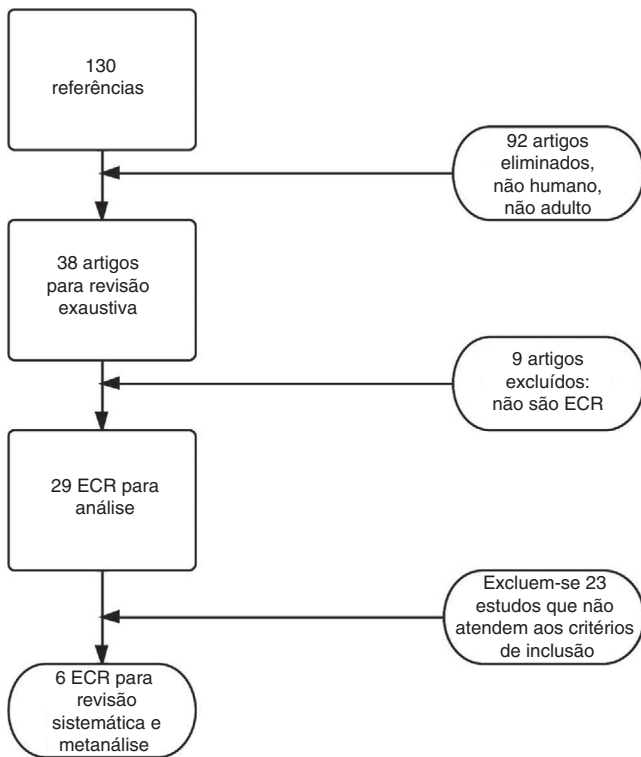 130
referências
92 artigos
eliminados,
não humano,
não adulto
38 artigos
para revisão
exaustiva
9 artigos
excluídos:
não são ECR
29 ECR para
análise
Excluem-se 23
estudos que não
atendem aos critérios
de inclusão
6 ECR para
revisão
sistemática e
metanálise